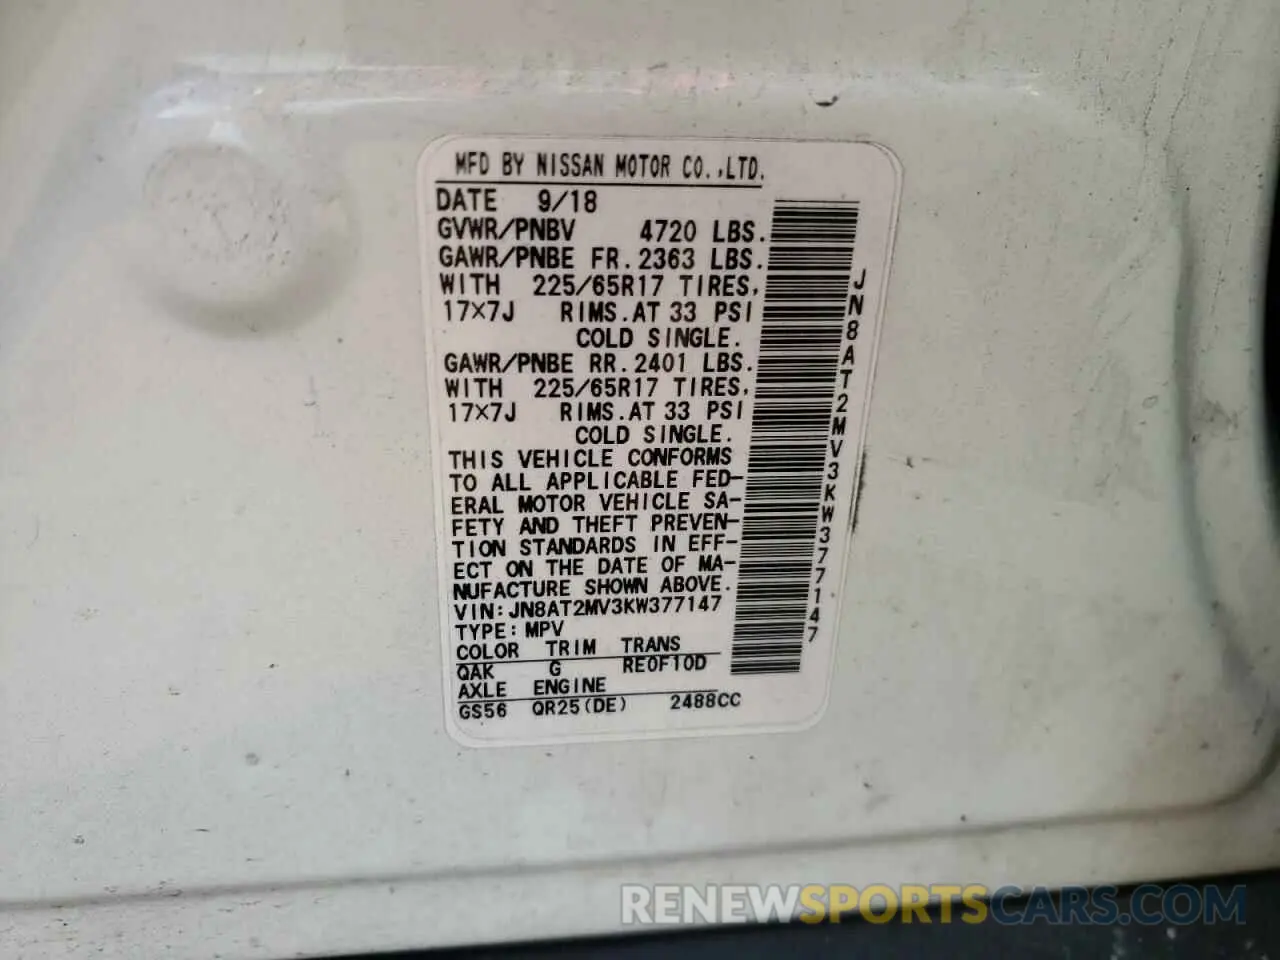 MFD BY NISSAN MOTOR CO.,LTD.
DATE 9/18
GVWR/PNBV 4720 LBS.
GAWR/PNBE FR.2363 LBS.
WITH 225/65R17 TIRES,
17×7J RIMS.AT 33 PSI
COLD SINGLE.
GAWR/PNBE RR.2401 LBS.
WITH 225/65R17 TIRES,
17×7J RIMS.AT 33 PSI
COLD SINGLE.
THIS VEHICLE CONFORMS
TO ALL APPLICABLE FED-
ERAL MOTOR VEHICLE SA-
FETY AND THEFT PREVEN-
TION STANDARDS IN EFF-
ECT ON THE DATE OF MA-
NUFACTURE SHOWN ABOVE.
VIN:JN8AT2MV3KW377147
TYPE:MPV
COLOR TRIM TRANS
QAK G RE0F10D
AXLE ENGINE
GS56 QR25(DE) 2488CC
JN8AT2MV3KW377147
RENEWSPORTSCARS.COM